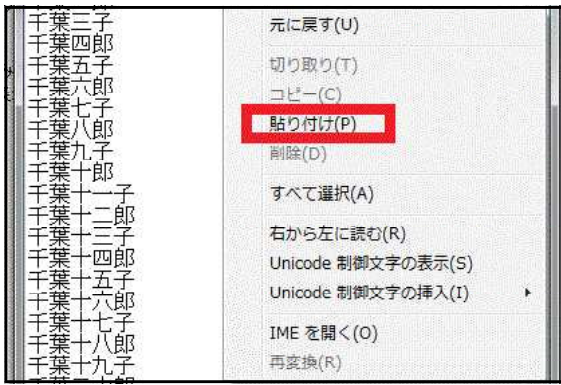 千葉三子
千葉四郎
千葉五子
千葉六郎
千葉七子
千葉八郎
千葉九子
千葉十郎
千葉十一子
千葉十二郎
千葉十三子
千葉十四郎
千葉十五子
千葉十六郎
千葉十七子
千葉十八郎
千葉十九子
元に戻す(U)
切り取り(T)
コピー(C)
貼り付け(P)
削除(D)
すべて選択(A)
右から左に読む(R)
Unicode 制御文字の表示(S)
Unicode 制御文字の挿入(I)
IME を開く(O)
再変換(R)